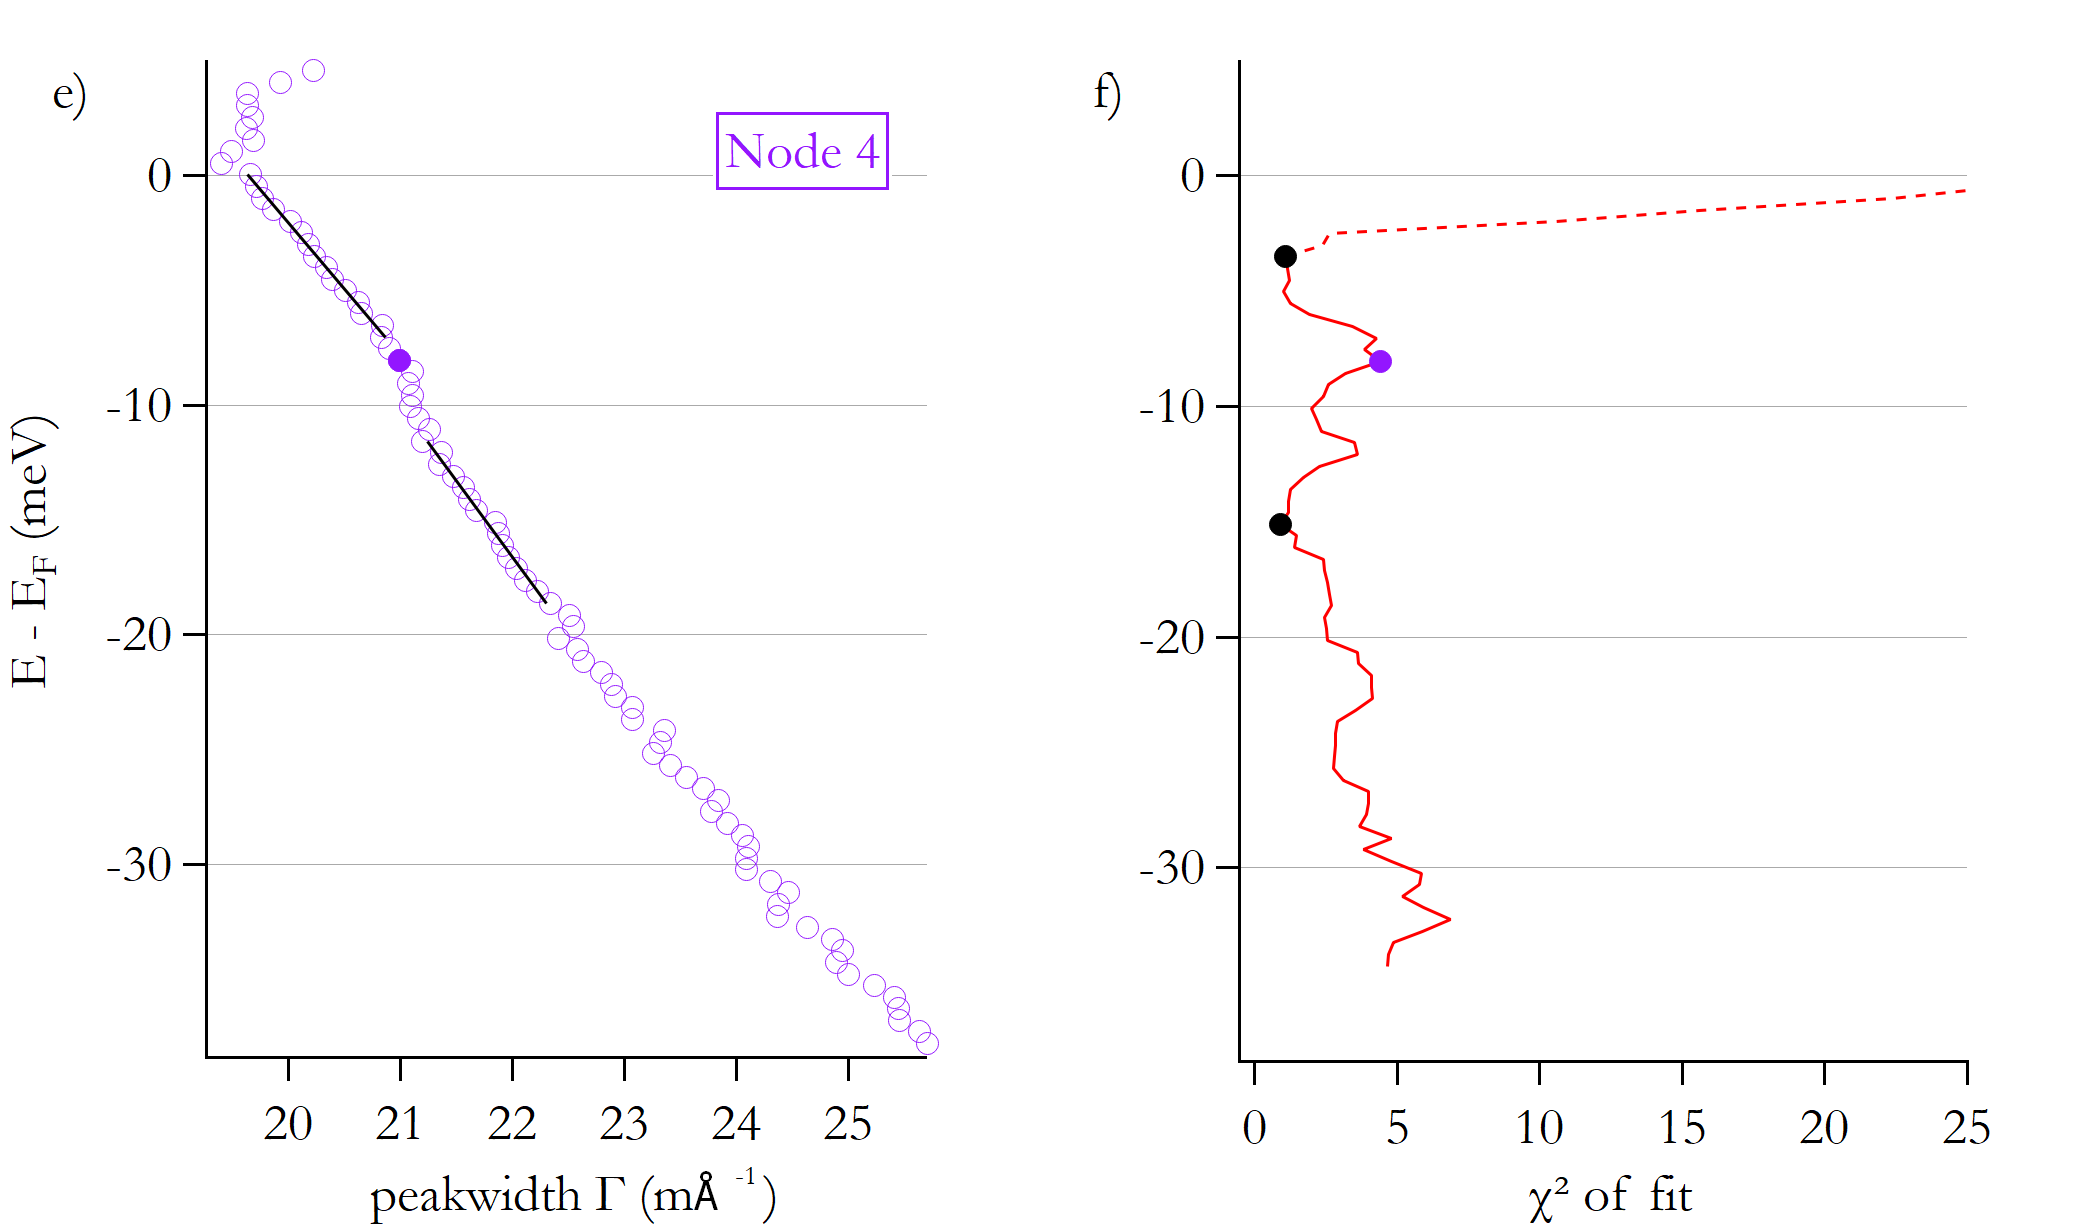 e)
Node 4
0
-10
-20
-30
E - E_F (meV)
20 21 22 23 24 25
peakwidth Γ (mÅ ⁻¹)
f)
0
-10
-20
-30
0 5 10 15 20 25
χ² of fit